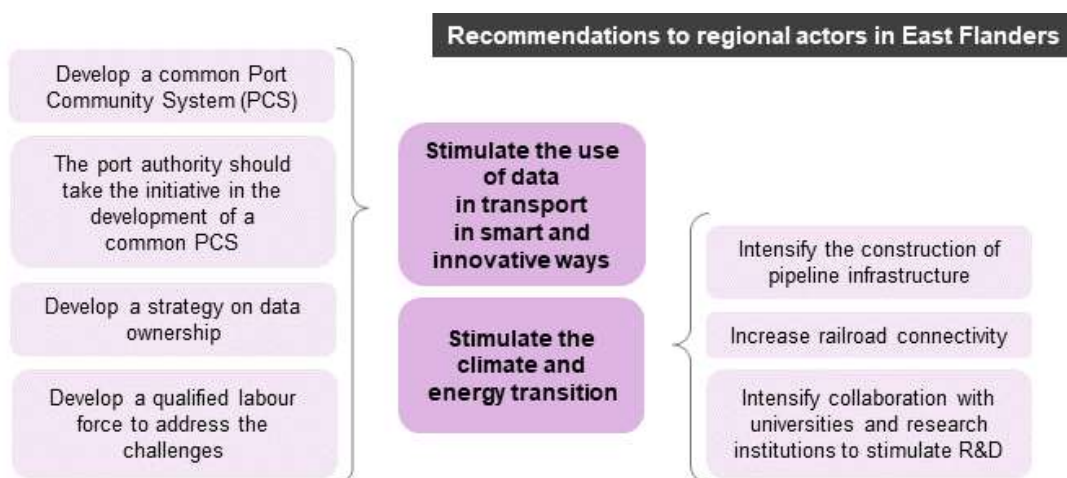 Recommendations to regional actors in East Flanders
Develop a common Port
Community System (PCS)
The port authority should
take the initiative in the
development of a
common PCS
Develop a strategy on data
ownership
Develop a qualified labour
force to address the
challenges
Stimulate the use
of data
in transport
in smart and
innovative ways
Stimulate the
climate and
energy transition
Intensify the construction of
pipeline infrastructure
Increase railroad connectivity
Intensify collaboration with
universities and research
institutions to stimulate R&D